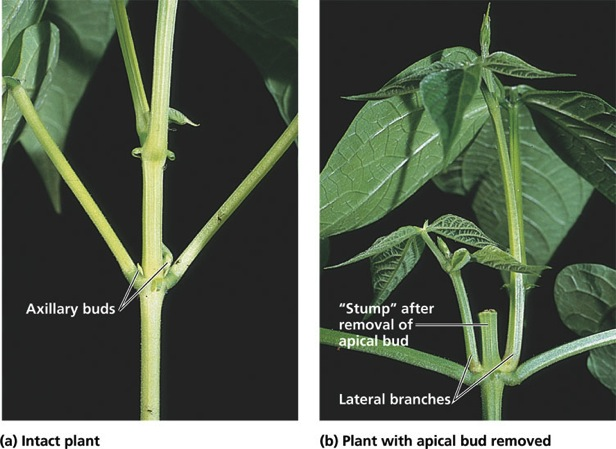 Axillary buds
"Stump" after
removal of
apical bud
Lateral branches
(a) Intact plant
(b) Plant with apical bud removed